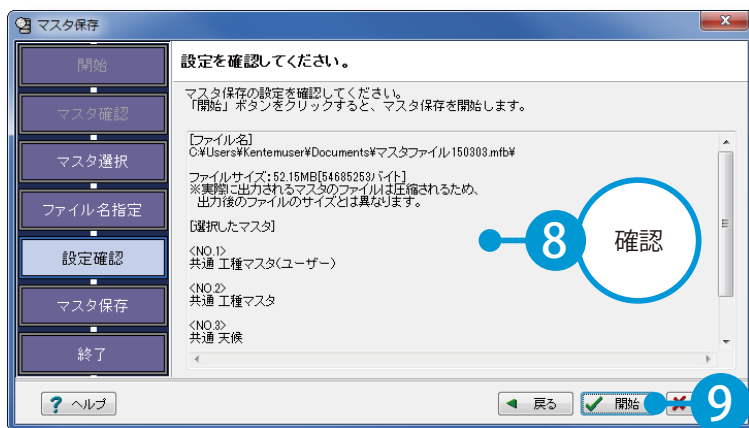 マスタ保存
開始
マスタ確認
マスタ選択
ファイル名指定
設定確認
マスタ保存
終了
設定を確認してください。
マスタ保存の設定を確認してください。
「開始」ボタンをクリックすると、マスタ保存を開始します。
[ファイル名]
C:¥Users¥Kentemuser¥Documents¥マスタファイル150303.mfb¥
ファイルサイズ:52.15MB[54685253バイト]
※実際に出力されるマスタのファイルは圧縮されるため、
出力後のファイルのサイズとは異なります。
[選択したマスタ]
<NO.1>
共通 工種マスタ(ユーザー)
<NO.2>
共通 工種マスタ
<NO.3>
共通 天候
8 確認
? ヘルプ
戻る
開始
9